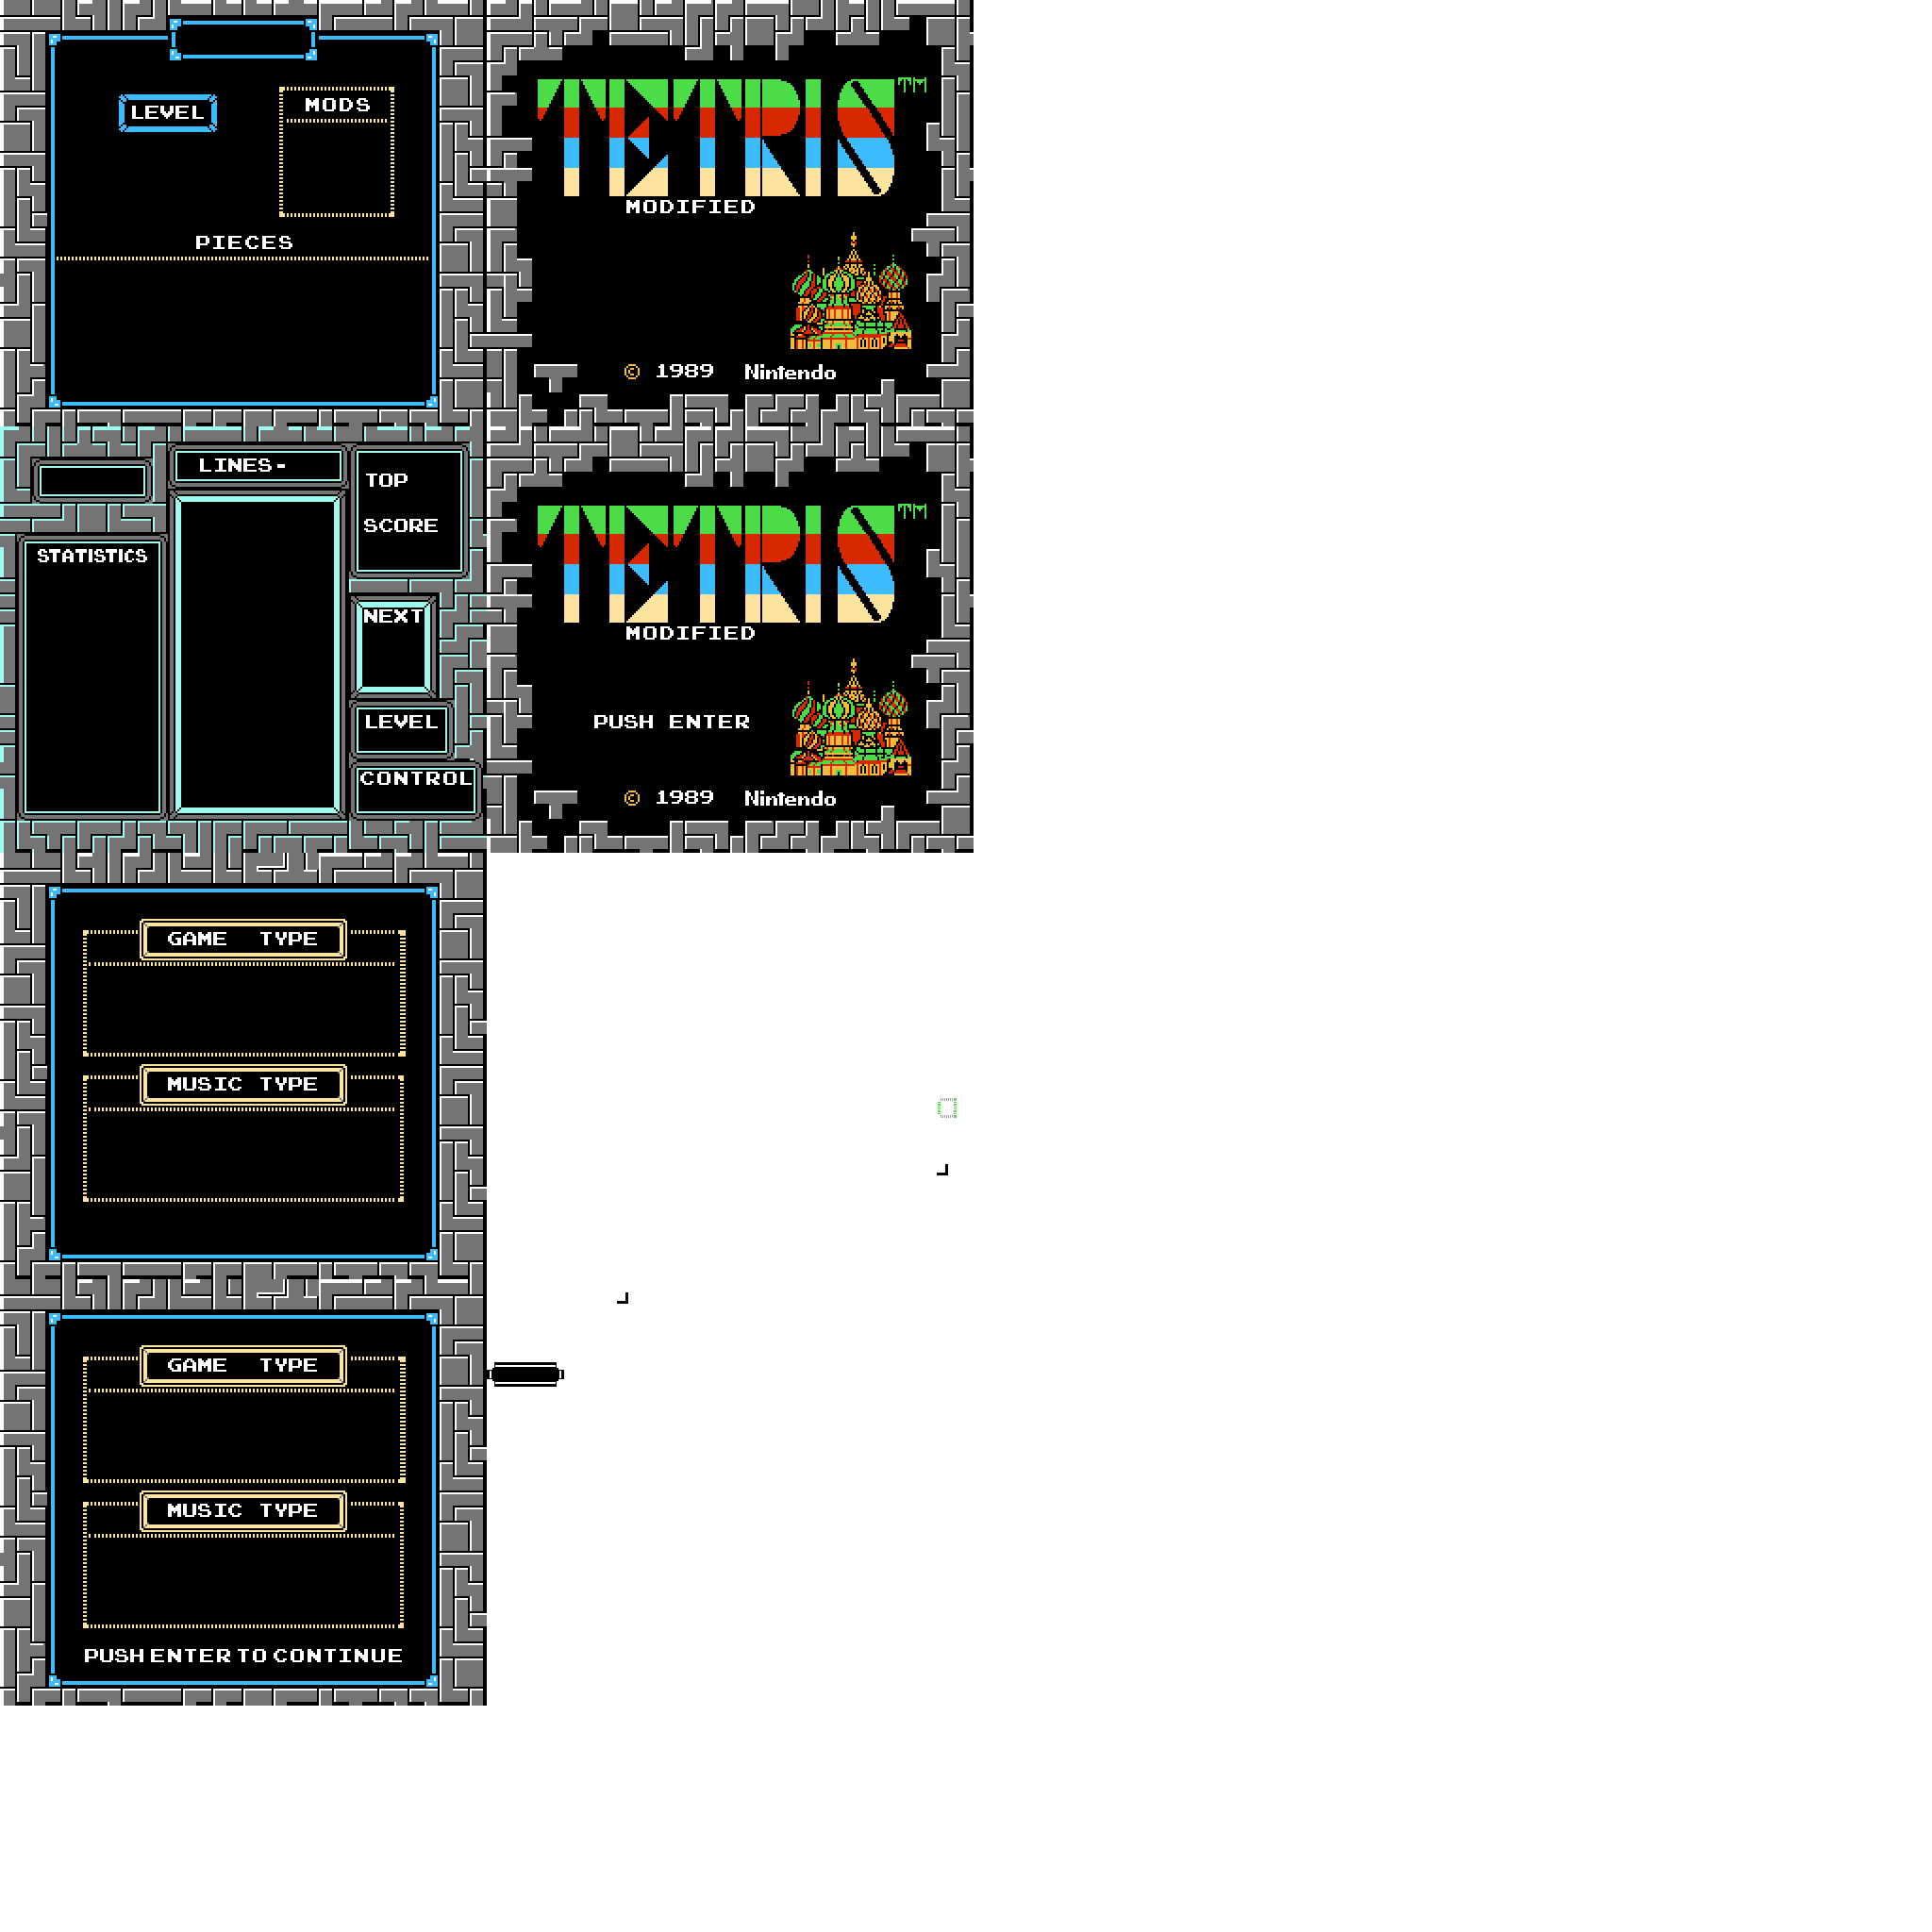 LEVEL
MODS
PIECES
TETRIS™
MODIFIED
© 1989 Nintendo
LINES-
TOP
SCORE
STATISTICS
NEXT
LEVEL
CONTROL
TETRIS™
MODIFIED
PUSH ENTER
© 1989 Nintendo
GAME TYPE
MUSIC TYPE
GAME TYPE
MUSIC TYPE
PUSH ENTER TO CONTINUE